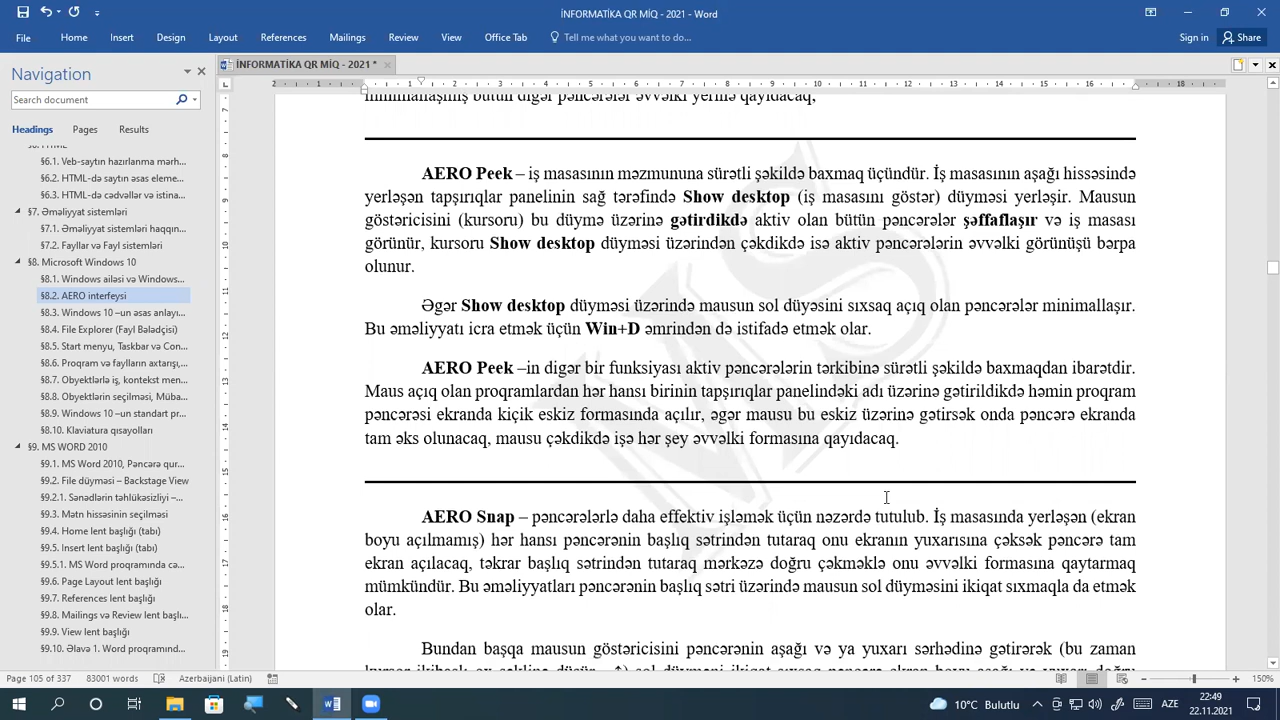 İNFORMATİKA QR MİQ - 2021 - Word
File Home Insert Design Layout References Mailings Review View Office Tab Tell me what you want to do... Sign in Share
Navigation
İNFORMATİKA QR MİQ - 2021 *
Search document
Headings Pages Results
§6.1. Veb-saytın hazırlanma mərh...
§6.2. HTML-də saytın əsas eleme...
§6.3. HTML-də cədvəllər və istina...
§7. Əməliyyat sistemləri
§7.1. Əməliyyat sistemləri haqqın...
§7.2. Fayllar və Fayl sistemləri
§8. Microsoft Windows 10
§8.1. Windows ailəsi və Windows...
§8.2. AERO interfeysi
§8.3. Windows 10 –un əsas anlayı...
§8.4. File Explorer (Fayl Bələdçisi)
§8.5. Start menyu, Taskbar və Con...
§8.6. Proqram və faylların axtarışı,...
§8.7. Obyektlərlə iş, kontekst men...
§8.8. Obyektlərin seçilməsi, Müba...
§8.9. Windows 10 –un standart pr...
§8.10. Klaviatura qısayolları
§9. MS WORD 2010
§9.1. MS Word 2010, Pəncərə qur...
§9.2. File düyməsi – Backstage View
§9.2.1. Sənədlərin təhlükəsizliyi –...
§9.3. Mətn hissəsinin seçilməsi
§9.4. Home lent başlığı (tabı)
§9.5. Insert lent başlığı (tabı)
§9.5.1. MS Word proqramında cə...
§9.6. Page Layout lent başlığı
§9.7. References lent başlığı
§9.8. Mailings və Review lent başlığı
§9.9. View lent başlığı
§9.10. Əlavə 1. Word proqramınd...
minimallaşmış bütün digər pəncərələr əvvəlki yerinə qayıdacaq,
AERO Peek – iş masasının məzmununa sürətli şəkildə baxmaq üçündür. İş masasının aşağı hissəsində
yerləşən tapşırıqlar panelinin sağ tərəfində Show desktop (iş masasını göstər) düyməsi yerləşir. Mausun
göstəricisini (kursoru) bu düymə üzərinə gətirdikdə aktiv olan bütün pəncərələr şəffaflaşır və iş masası
görünür, kursoru Show desktop düyməsi üzərindən çəkdikdə isə aktiv pəncərələrin əvvəlki görünüşü bərpa
olunur.
Əgər Show desktop düyməsi üzərində mausun sol düyəsini sıxsaq açıq olan pəncərələr minimallaşır.
Bu əməliyyatı icra etmək üçün Win+D əmrindən də istifadə etmək olar.
AERO Peek –in digər bir funksiyası aktiv pəncərələrin tərkibinə sürətli şəkildə baxmaqdan ibarətdir.
Maus açıq olan proqramlardan hər hansı birinin tapşırıqlar panelindəki adı üzərinə gətirildikdə həmin proqram
pəncərəsi ekranda kiçik eskiz formasında açılır, əgər mausu bu eskiz üzərinə gətirsək onda pəncərə ekranda
tam əks olunacaq, mausu çəkdikdə işə hər şey əvvəlki formasına qayıdacaq.
AERO Snap – pəncərələrlə daha effektiv işləmək üçün nəzərdə tutulub. İş masasında yerləşən (ekran
boyu açılmamış) hər hansı pəncərənin başlıq sətrindən tutaraq onu ekranın yuxarısına çəksək pəncərə tam
ekran açılacaq, təkrar başlıq sətrindən tutaraq mərkəzə doğru çəkməklə onu əvvəlki formasına qaytarmaq
mümkündür. Bu əməliyyatları pəncərənin başlıq sətri üzərində mausun sol düyməsini ikiqat sıxmaqla da etmək
olar.
Bundan başqa mausun göstəricisini pəncərənin aşağı və ya yuxarı sərhədinə gətirərək (bu zaman
Page 105 of 337 83001 words Azerbaijani (Latin) 150%
10°C Bulutlu AZE 22:49
22.11.2021